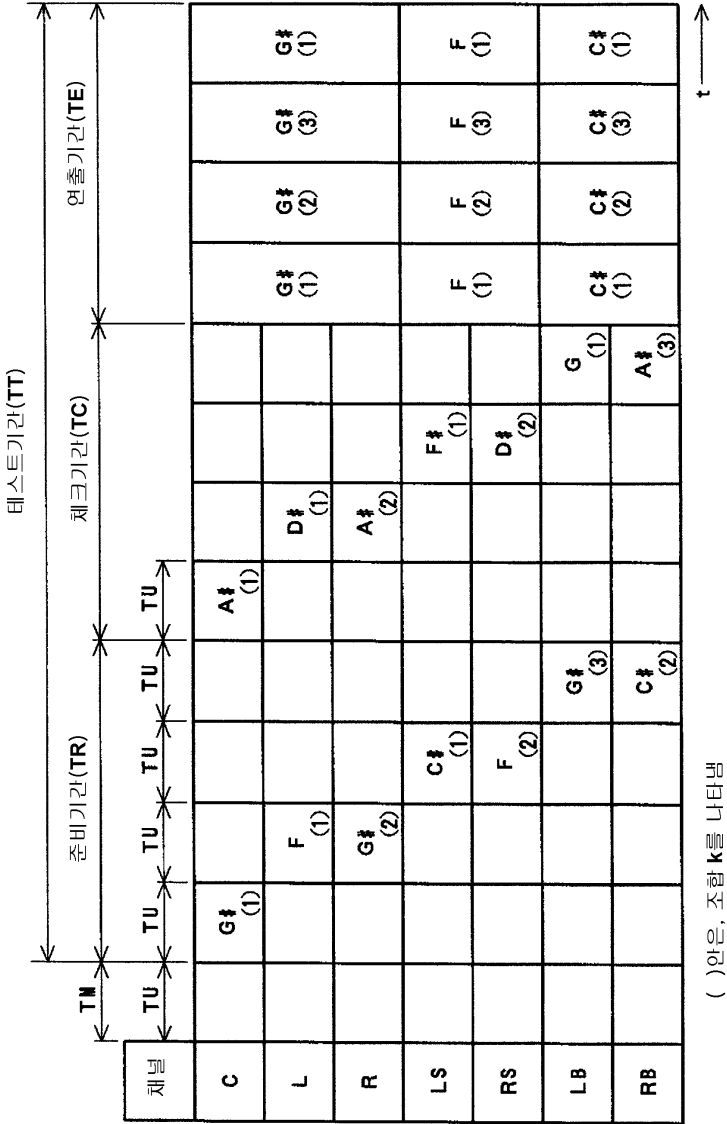 테스트기간(TT)
TM 준비기간(TR) 체크기간(TC) 연출기간(TE)
채널 TU TU TU TU TU TU
C G#(1) A#(1) G#(1) G#(2) G#(3) G#(1)
L F(1) D#(1)
R G#(2) A#(2)
LS C#(1) F#(1) F(1) F(2) F(3) F(1)
RS F(2) D#(2)
LB G#(3) G(1) C#(1) C#(2) C#(3) C#(1)
RB C#(2) A#(3)
( )안은, 조합 k를 나타냄
t